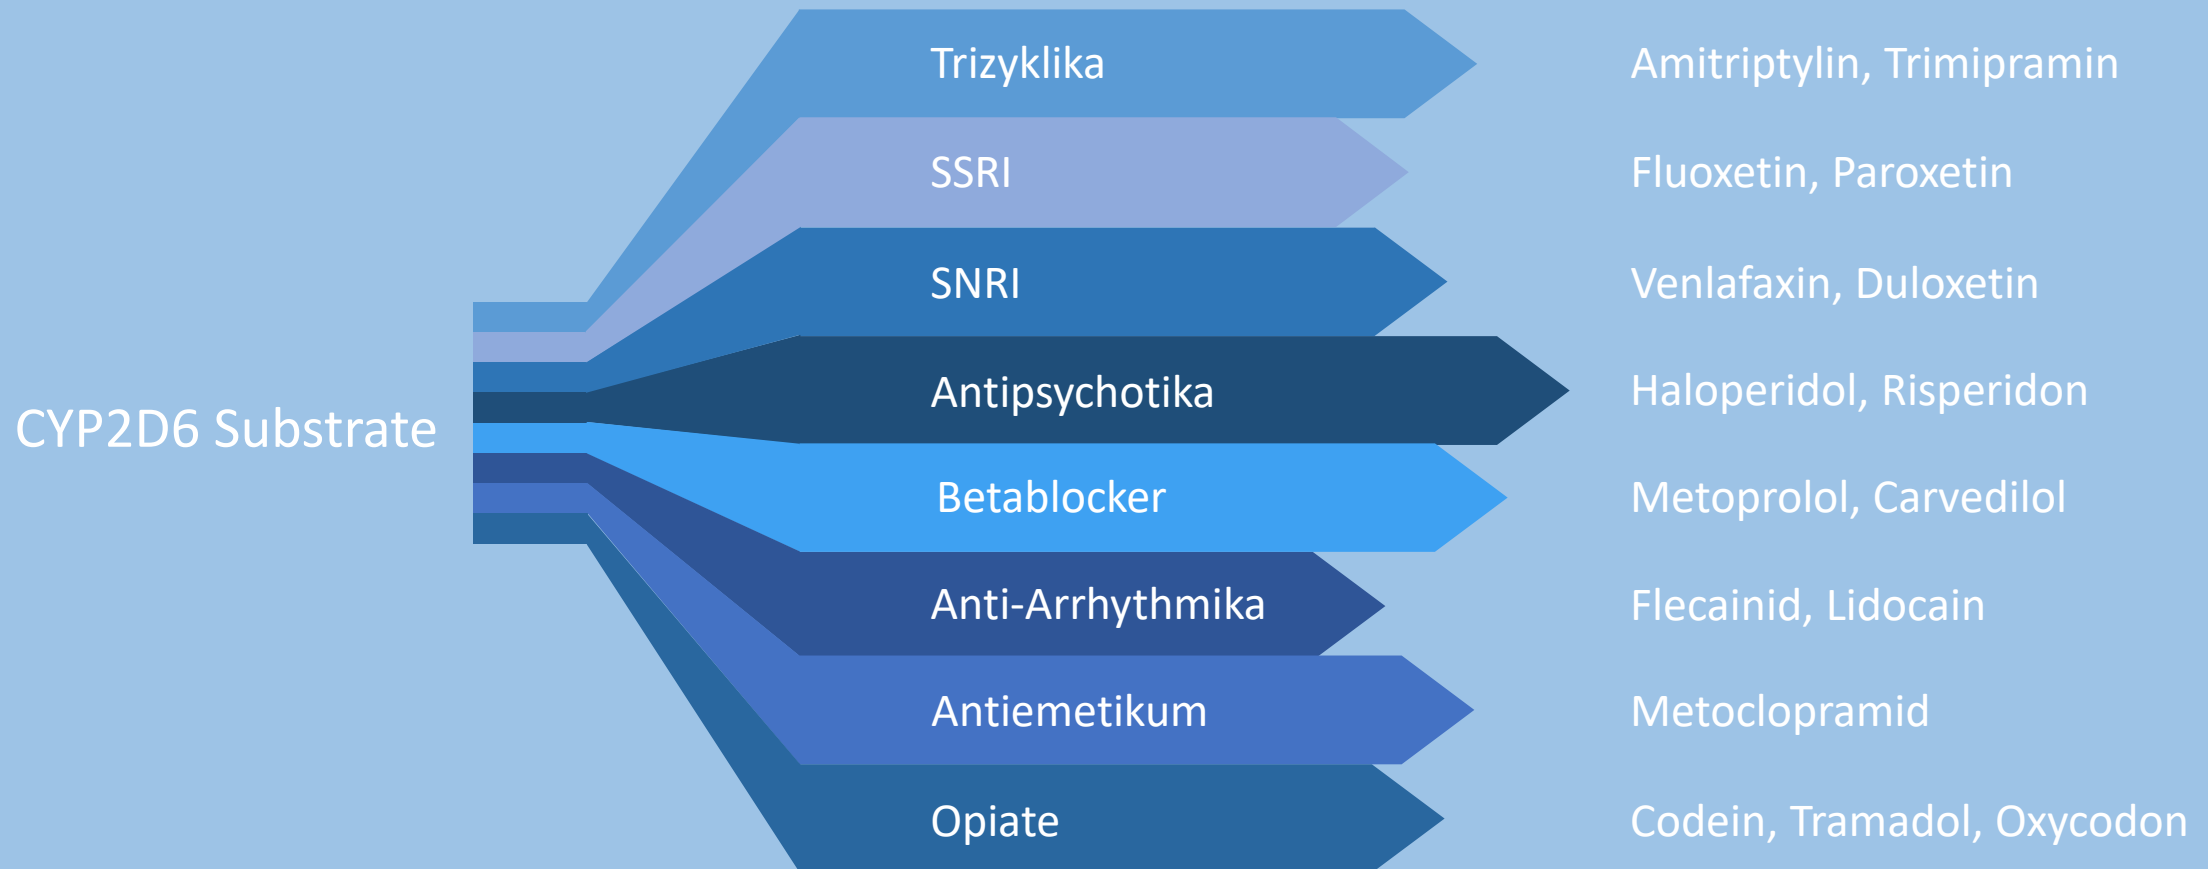 CYP2D6 Substrate
Trizyklika
Amitriptylin, Trimipramin
SSRI
Fluoxetin, Paroxetin
SNRI
Venlafaxin, Duloxetin
Antipsychotika
Haloperidol, Risperidon
Betablocker
Metoprolol, Carvedilol
Anti-Arrhythmika
Flecainid, Lidocain
Antiemetikum
Metoclopramid
Opiate
Codein, Tramadol, Oxycodon